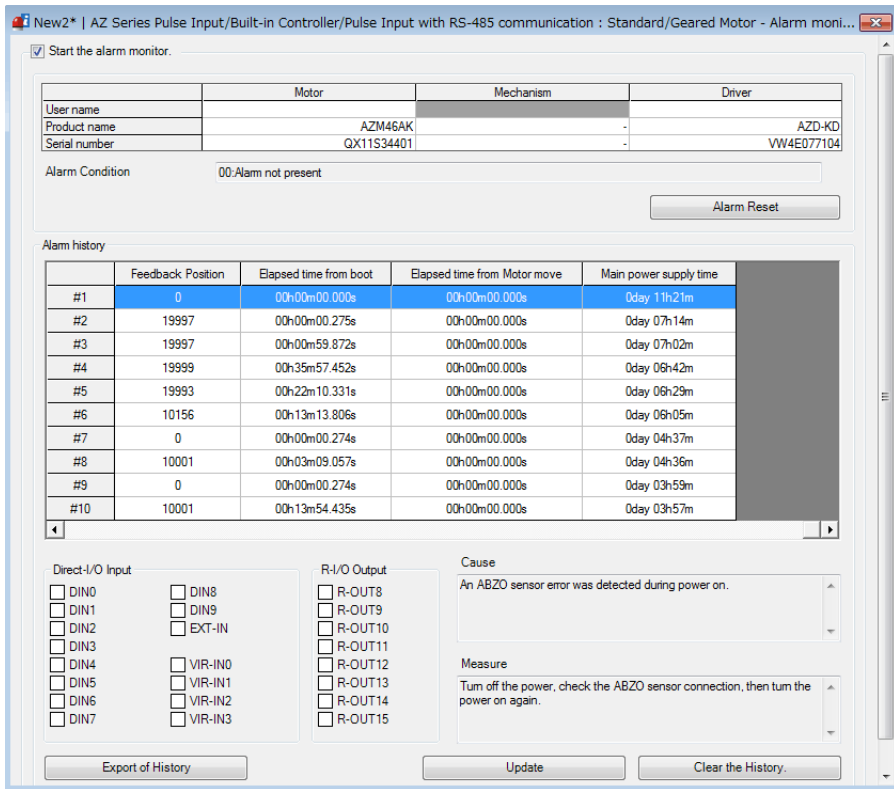 New2* | AZ Series Pulse Input/Built-in Controller/Pulse Input with RS-485 communication : Standard/Geared Motor - Alarm moni...
Start the alarm monitor.
Motor Mechanism Driver
User name
Product name AZM46AK - AZD-KD
Serial number QX11S34401 - VW4E077104
Alarm Condition 00:Alarm not present
Alarm Reset
Alarm history
Feedback Position Elapsed time from boot Elapsed time from Motor move Main power supply time
#1 0 00h00m00.000s 00h00m00.000s 0day 11h21m
#2 19997 00h00m00.275s 00h00m00.000s 0day 07h14m
#3 19997 00h00m59.872s 00h00m00.000s 0day 07h02m
#4 19999 00h35m57.452s 00h00m00.000s 0day 06h42m
#5 19993 00h22m10.331s 00h00m00.000s 0day 06h29m
#6 10156 00h13m13.806s 00h00m00.000s 0day 06h05m
#7 0 00h00m00.274s 00h00m00.000s 0day 04h37m
#8 10001 00h03m09.057s 00h00m00.000s 0day 04h36m
#9 0 00h00m00.274s 00h00m00.000s 0day 03h59m
#10 10001 00h13m54.435s 00h00m00.000s 0day 03h57m
Direct-I/O Input
DIN0 DIN8
DIN1 DIN9
DIN2 EXT-IN
DIN3
DIN4 VIR-IN0
DIN5 VIR-IN1
DIN6 VIR-IN2
DIN7 VIR-IN3
R-I/O Output
R-OUT8
R-OUT9
R-OUT10
R-OUT11
R-OUT12
R-OUT13
R-OUT14
R-OUT15
Cause
An ABZO sensor error was detected during power on.
Measure
Turn off the power, check the ABZO sensor connection, then turn the
power on again.
Export of History Update Clear the History.